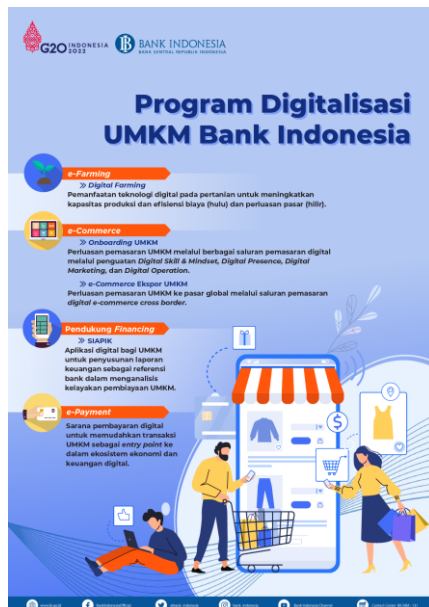 G20 INDONESIA 2022
BANK INDONESIA
BANK SENTRAL REPUBLIK INDONESIA
Program Digitalisasi
UMKM Bank Indonesia
e-Farming
» Digital Farming
Pemanfaatan teknologi digital pada pertanian untuk meningkatkan
kapasitas produksi dan efisiensi biaya (hulu) dan perluasan pasar (hilir).
e-Commerce
» Onboarding UMKM
Perluasan pemasaran UMKM melalui berbagai saluran pemasaran digital
melalui penguatan Digital Skill & Mindset, Digital Presence, Digital
Marketing, dan Digital Operation.
» e-Commerce Ekspor UMKM
Perluasan pemasaran UMKM ke pasar global melalui saluran pemasaran
digital e-commerce cross border.
Pendukung Financing
» SIAPIK
Aplikasi digital bagi UMKM
untuk penyusunan laporan
keuangan sebagai referensi
bank dalam menganalisis
kelayakan pembiayaan UMKM.
e-Payment
Sarana pembayaran digital
untuk memudahkan transaksi
UMKM sebagai entry point ke
dalam ekosistem ekonomi dan
keuangan digital.
$